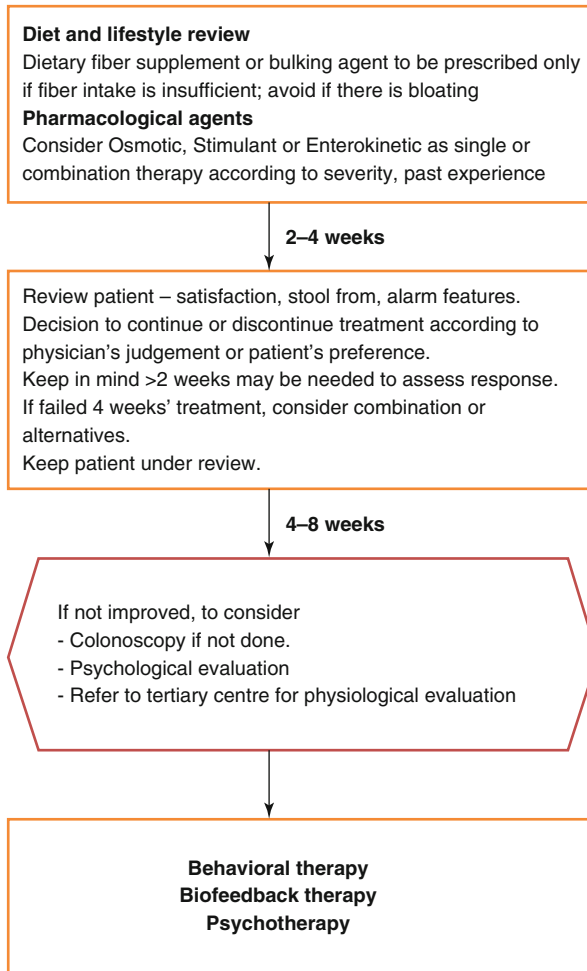 Diet and lifestyle review
Dietary fiber supplement or bulking agent to be prescribed only
if fiber intake is insufficient; avoid if there is bloating
Pharmacological agents
Consider Osmotic, Stimulant or Enterokinetic as single or
combination therapy according to severity, past experience
2–4 weeks
Review patient – satisfaction, stool from, alarm features.
Decision to continue or discontinue treatment according to
physician's judgement or patient's preference.
Keep in mind >2 weeks may be needed to assess response.
If failed 4 weeks' treatment, consider combination or
alternatives.
Keep patient under review.
4–8 weeks
If not improved, to consider
- Colonoscopy if not done.
- Psychological evaluation
- Refer to tertiary centre for physiological evaluation
Behavioral therapy
Biofeedback therapy
Psychotherapy